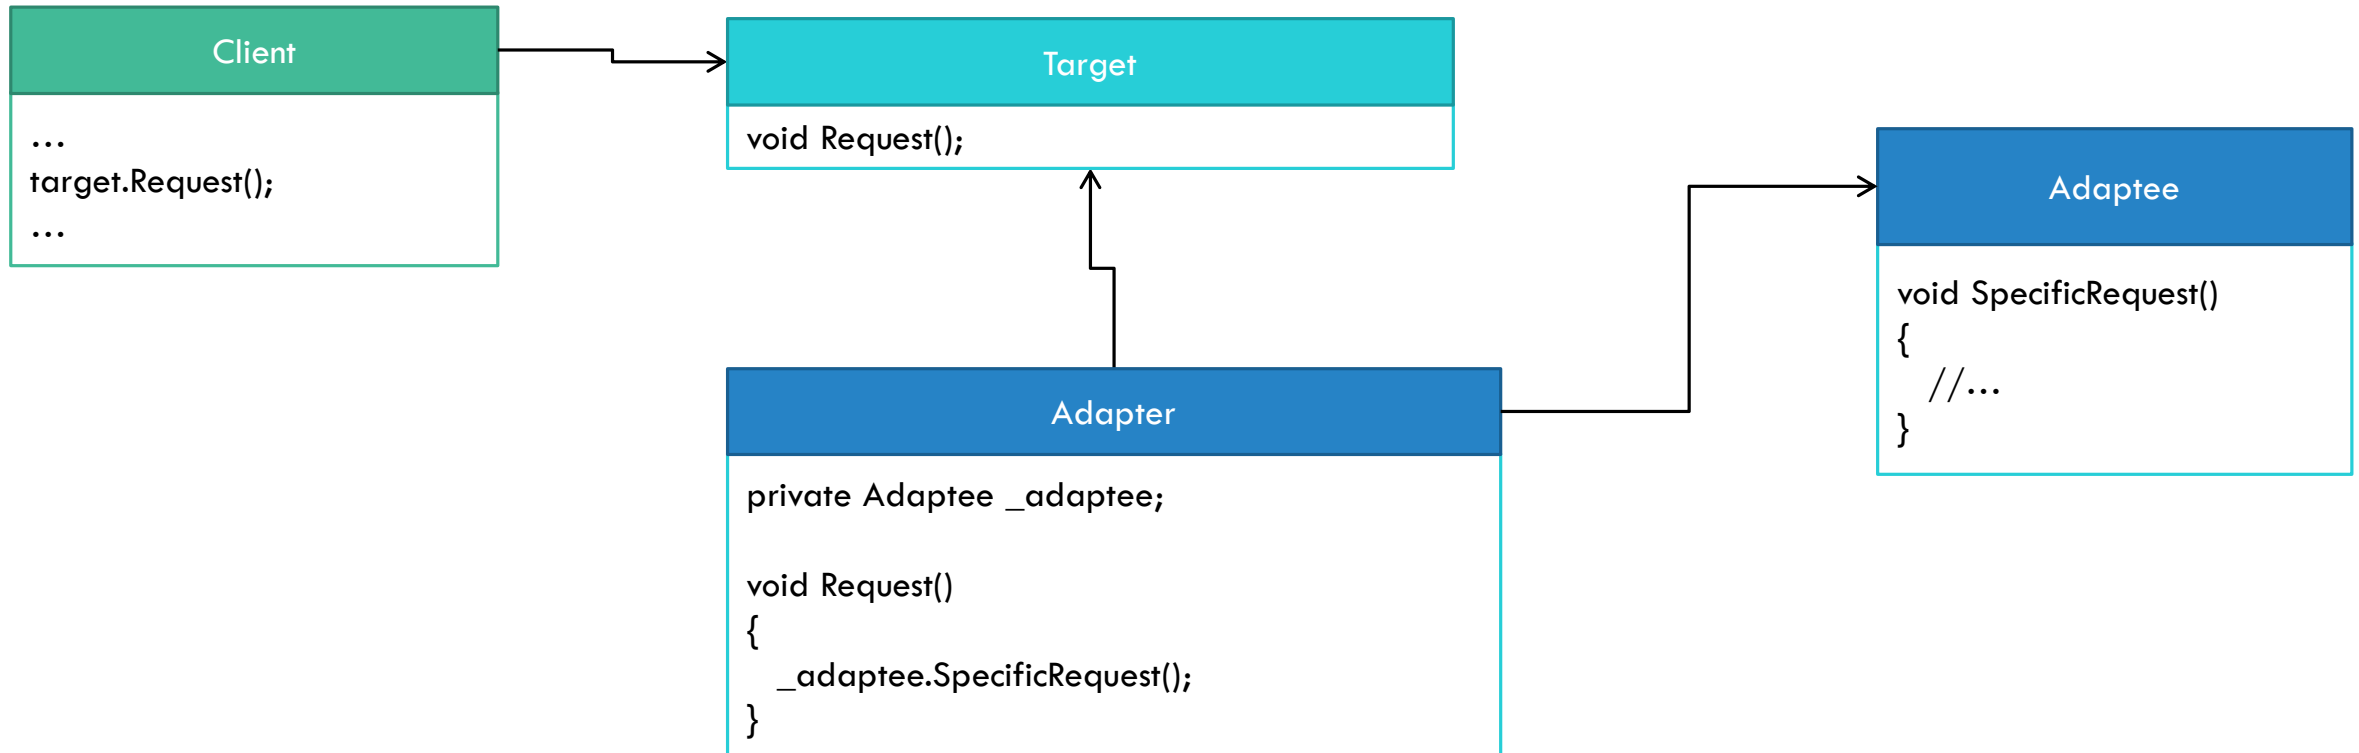 Client
…
target.Request();
…
Target
void Request();
Adaptee
void SpecificRequest()
{
//…
}
Adapter
private Adaptee _adaptee;
void Request()
{
_adaptee.SpecificRequest();
}